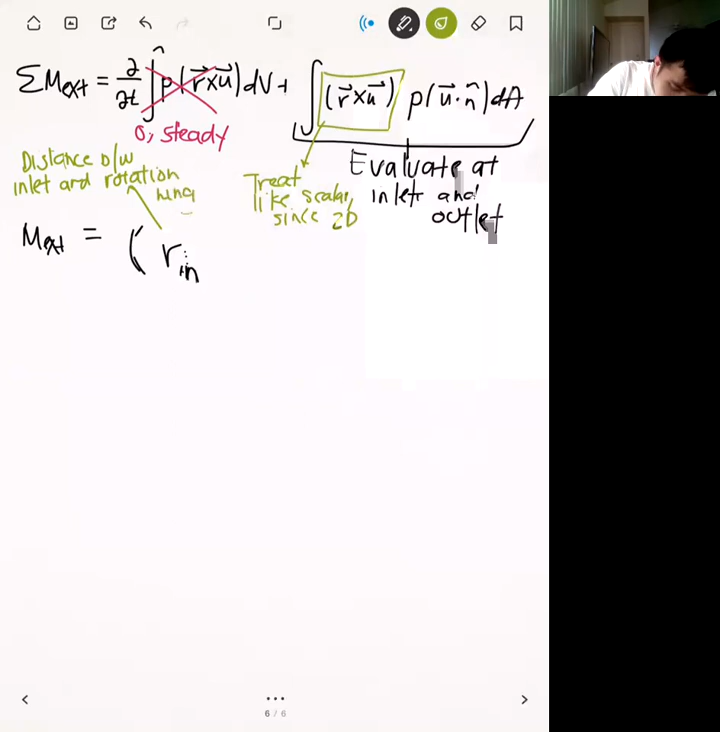 ΣMext = ∂/∂t ∫ρ(r⃗×u⃗)dV + ∫(r⃗×u⃗) ρ(u⃗·n̂)dA
0, steady
Distance b/w
inlet and rotation
Treat
like scalar,
since 2D
Evaluate at
inlet and
outlet
Mext = ( rin
6 / 6